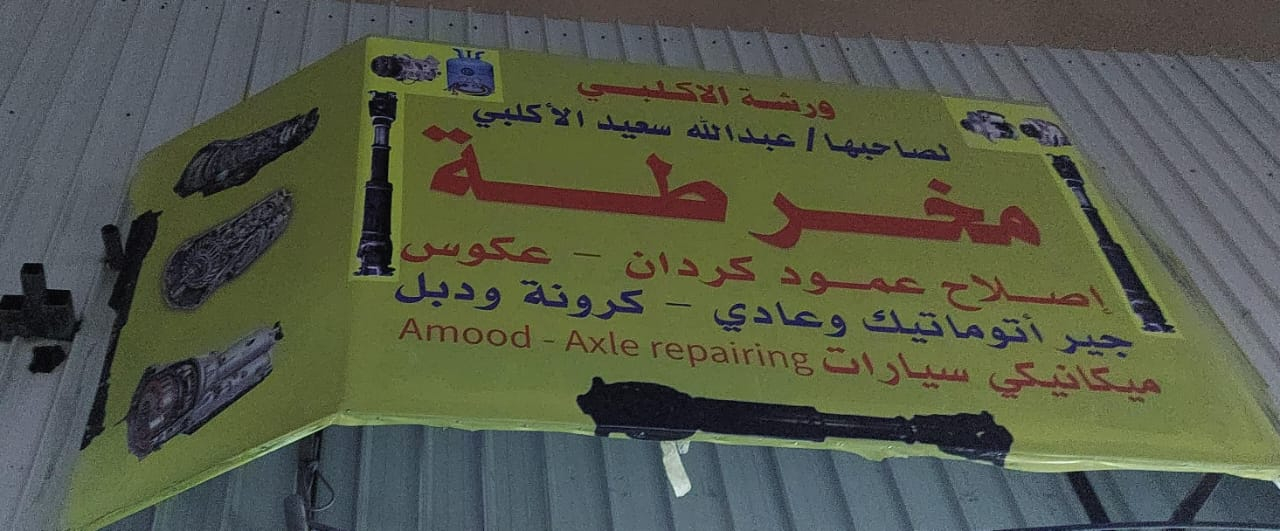 ورشة الاكلبي
لصاحبها / عبدالله سعيد الأكلبي
مخرطة
إصلاح عمود كردان - عكوس
جير أتوماتيك وعادي - كرونة ودبل
ميكانيكي سيارات Amood - Axle repairing